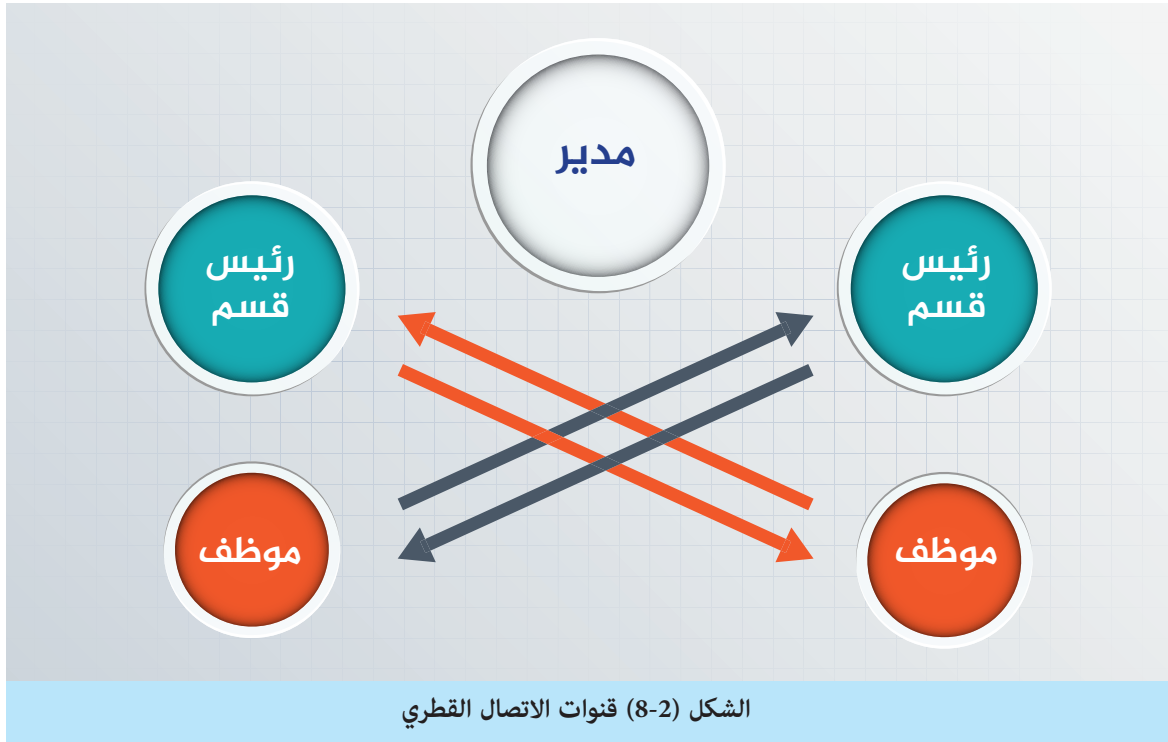 مدير
رئيس
قسم
رئيس
قسم
موظف
موظف
الشكل (2-8) قنوات الاتصال القطري